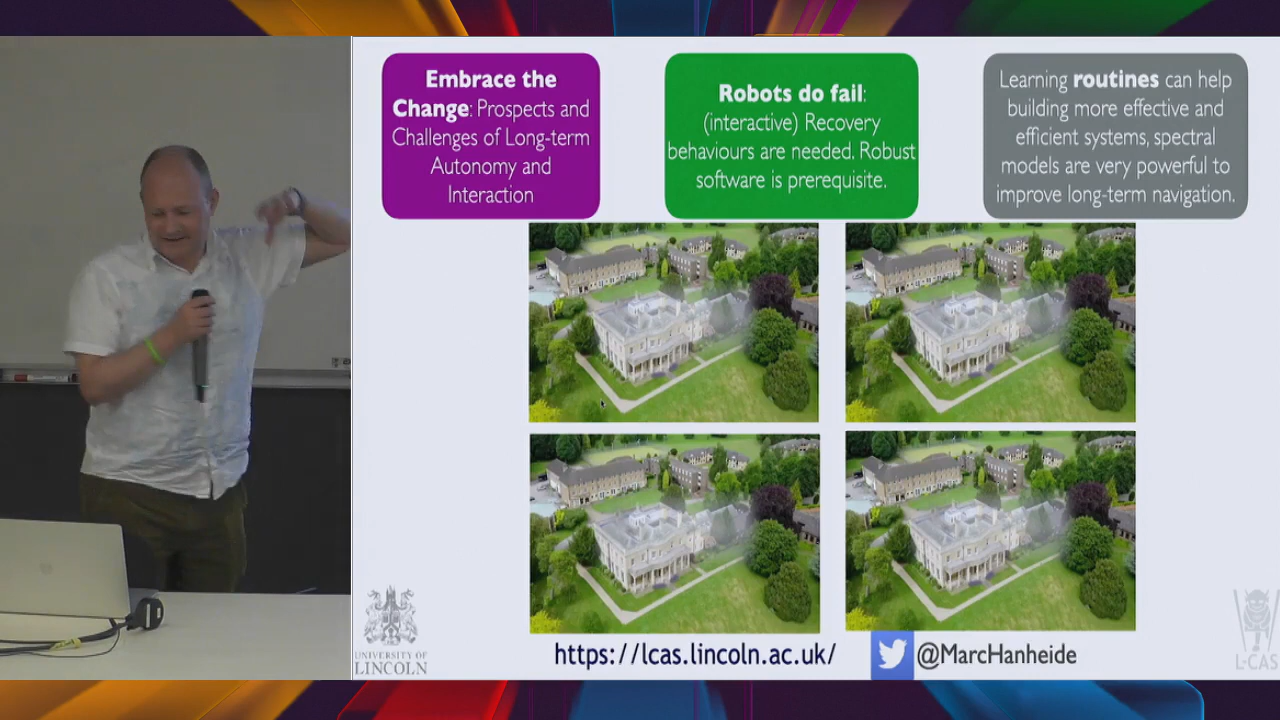 Embrace the
Change: Prospects and
Challenges of Long-term
Autonomy and
Interaction
Robots do fail:
(interactive) Recovery
behaviours are needed. Robust
software is prerequisite.
Learning routines can help
building more effective and
efficient systems, spectral
models are very powerful to
improve long-term navigation.
UNIVERSITY OF
LINCOLN
https://lcas.lincoln.ac.uk/
@MarcHanheide
L-CAS